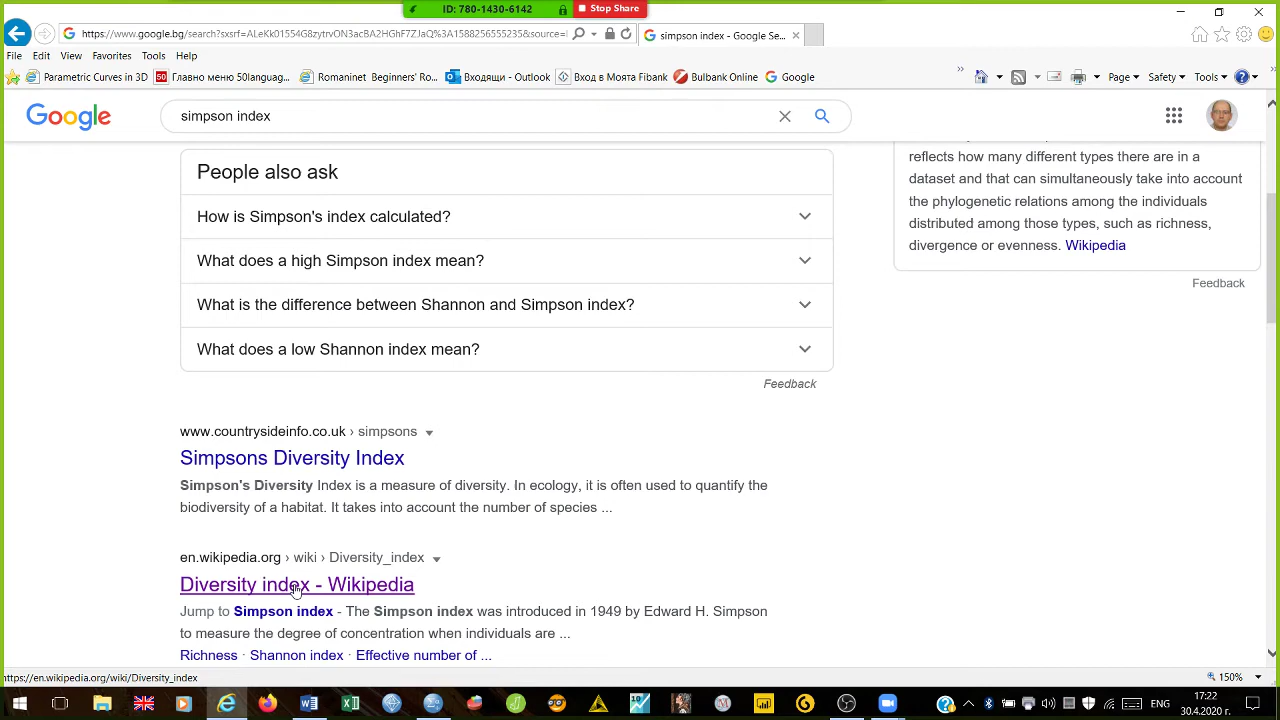 ID: 780-1430-6142
Stop Share
https://www.google.bg/search?sxsrf=ALeKk01554G8zytrvON3acBA2HGhF7ZJaQ%3A1588256555235&source=
simpson index - Google Se...
File Edit View Favorites Tools Help
Parametric Curves in 3D
50 Главно меню 50languag...
Romaninet Beginners' Ro...
Входящи - Outlook
Вход в Моята Fibank
Bulbank Online
Google
Page Safety Tools
Google
simpson index
reflects how many different types there are in a
dataset and that can simultaneously take into account
the phylogenetic relations among the individuals
distributed among those types, such as richness,
divergence or evenness. Wikipedia
Feedback
People also ask
How is Simpson's index calculated?
What does a high Simpson index mean?
What is the difference between Shannon and Simpson index?
What does a low Shannon index mean?
Feedback
www.countrysideinfo.co.uk › simpsons
Simpsons Diversity Index
Simpson's Diversity Index is a measure of diversity. In ecology, it is often used to quantify the
biodiversity of a habitat. It takes into account the number of species ...
en.wikipedia.org › wiki › Diversity_index
Diversity index - Wikipedia
Jump to Simpson index - The Simpson index was introduced in 1949 by Edward H. Simpson
to measure the degree of concentration when individuals are ...
Richness · Shannon index · Effective number of ...
https://en.wikipedia.org/wiki/Diversity_index
150%
ENG
17:22
30.4.2020 г.